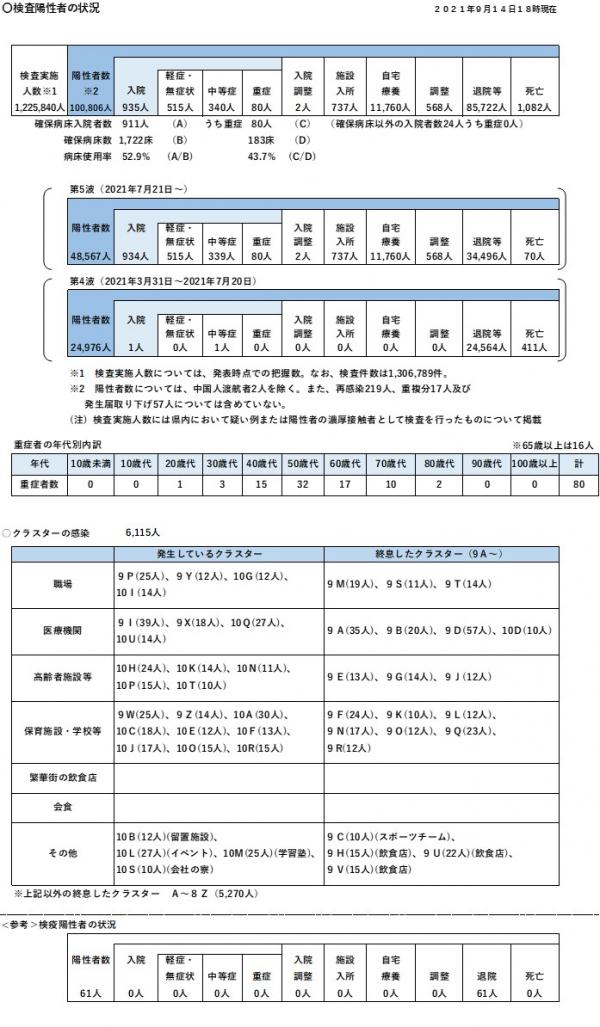 〇検査陽性者の状況 2021年9月14日18時現在
検査実施人数※1 陽性者数※2 入院 軽症・無症状 中等症 重症 入院調整 施設入所 自宅療養 調整 退院等 死亡
1,225,840人 100,806人 935人 515人 340人 80人 2人 737人 11,760人 568人 85,722人 1,082人
確保病床入院者数 911人 (A) うち重症 80人 (C) (確保病床以外の入院者数24人うち重症0人)
確保病床数 1,722床 (B) 183床 (D)
病床使用率 52.9% (A/B) 43.7% (C/D)
第5波（2021年7月21日～）
陽性者数 入院 軽症・無症状 中等症 重症 入院調整 施設入所 自宅療養 調整 退院等 死亡
48,567人 934人 515人 339人 80人 2人 737人 11,760人 568人 34,496人 70人
第4波（2021年3月31日～2021年7月20日）
陽性者数 入院 軽症・無症状 中等症 重症 入院調整 施設入所 自宅療養 調整 退院等 死亡
24,976人 1人 0人 1人 0人 0人 0人 0人 0人 24,564人 411人
※1 検査実施人数については、発表時点での把握数。なお、検査件数は1,306,789件。
※2 陽性者数については、中国人渡航者2人を除く。また、再感染219人、重複分17人及び
発生届取り下げ57人については含めていない。
（注）検査実施人数には県内において疑い例または陽性者の濃厚接触者として検査を行ったものについて掲載
重症者の年代別内訳 ※65歳以上は16人
年代 10歳未満 10歳代 20歳代 30歳代 40歳代 50歳代 60歳代 70歳代 80歳代 90歳代 100歳以上 計
重症者数 0 0 1 3 15 32 17 10 2 0 0 80
〇クラスターの感染 6,115人
発生しているクラスター 終息したクラスター（9A～）
職場 9P(25人)、9Y(12人)、10G(12人)、 9M(19人)、9S(11人)、9T(14人)
10I(14人)
医療機関 9I(39人)、9X(18人)、10Q(27人)、 9A(35人)、9B(20人)、9D(57人)、10D(10人)
10U(14人)
高齢者施設等 10H(24人)、10K(14人)、10N(11人)、 9E(13人)、9G(14人)、9J(12人)
10P(15人)、10T(10人)
保育施設・学校等 9W(25人)、9Z(14人)、10A(30人)、 9F(24人)、9K(10人)、9L(12人)、
10C(18人)、10E(12人)、10F(13人)、 9N(17人)、9O(12人)、9Q(23人)、
10J(17人)、10O(15人)、10R(15人) 9R(12人)
繁華街の飲食店
会食
その他 10B(12人)(留置施設)、 9C(10人)(スポーツチーム)、
10L(27人)(イベント)、10M(25人)(学習塾)、 9H(15人)(飲食店)、9U(22人)(飲食店)、
10S(10人)(会社の寮) 9V(15人)(飲食店)
※上記以外の終息したクラスター A～8Z（5,270人）
＜参考＞検疫陽性者の状況
陽性者数 入院 軽症・無症状 中等症 重症 入院調整 施設入所 自宅療養 調整 退院 死亡
61人 0人 0人 0人 0人 0人 0人 0人 0人 61人 0人